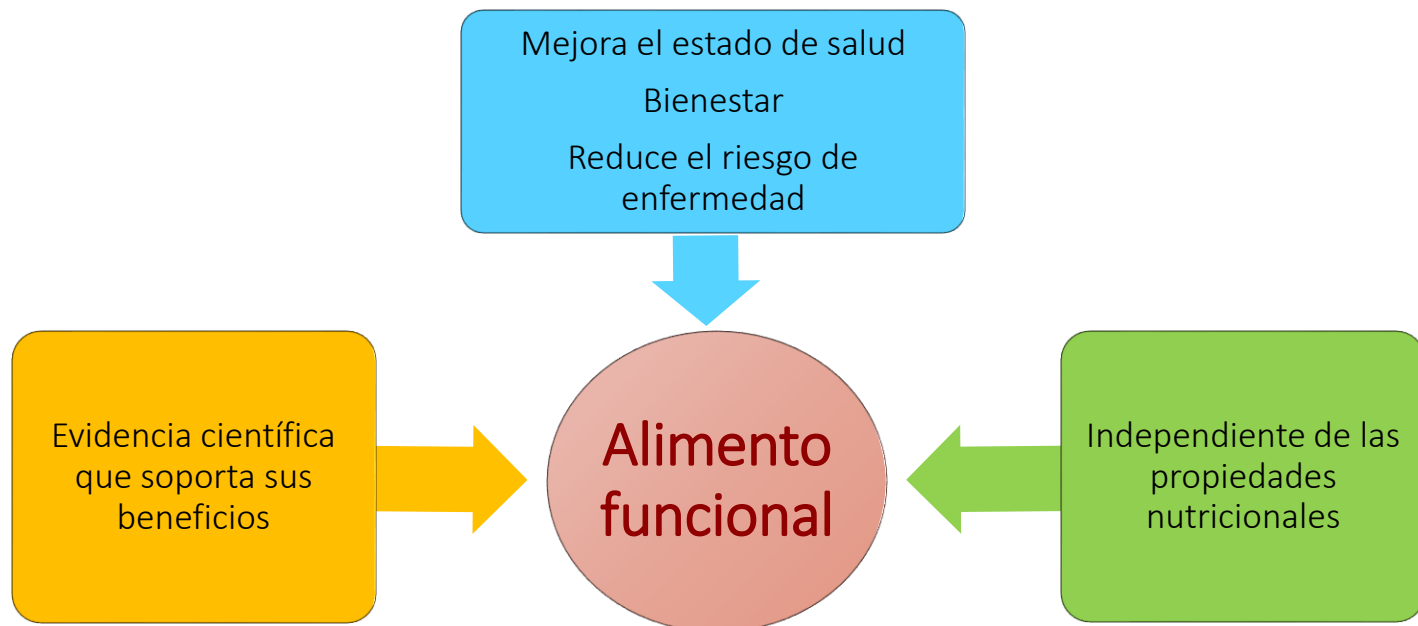 Mejora el estado de salud
Bienestar
Reduce el riesgo de
enfermedad
Evidencia científica
que soporta sus
beneficios
Alimento
funcional
Independiente de las
propiedades
nutricionales